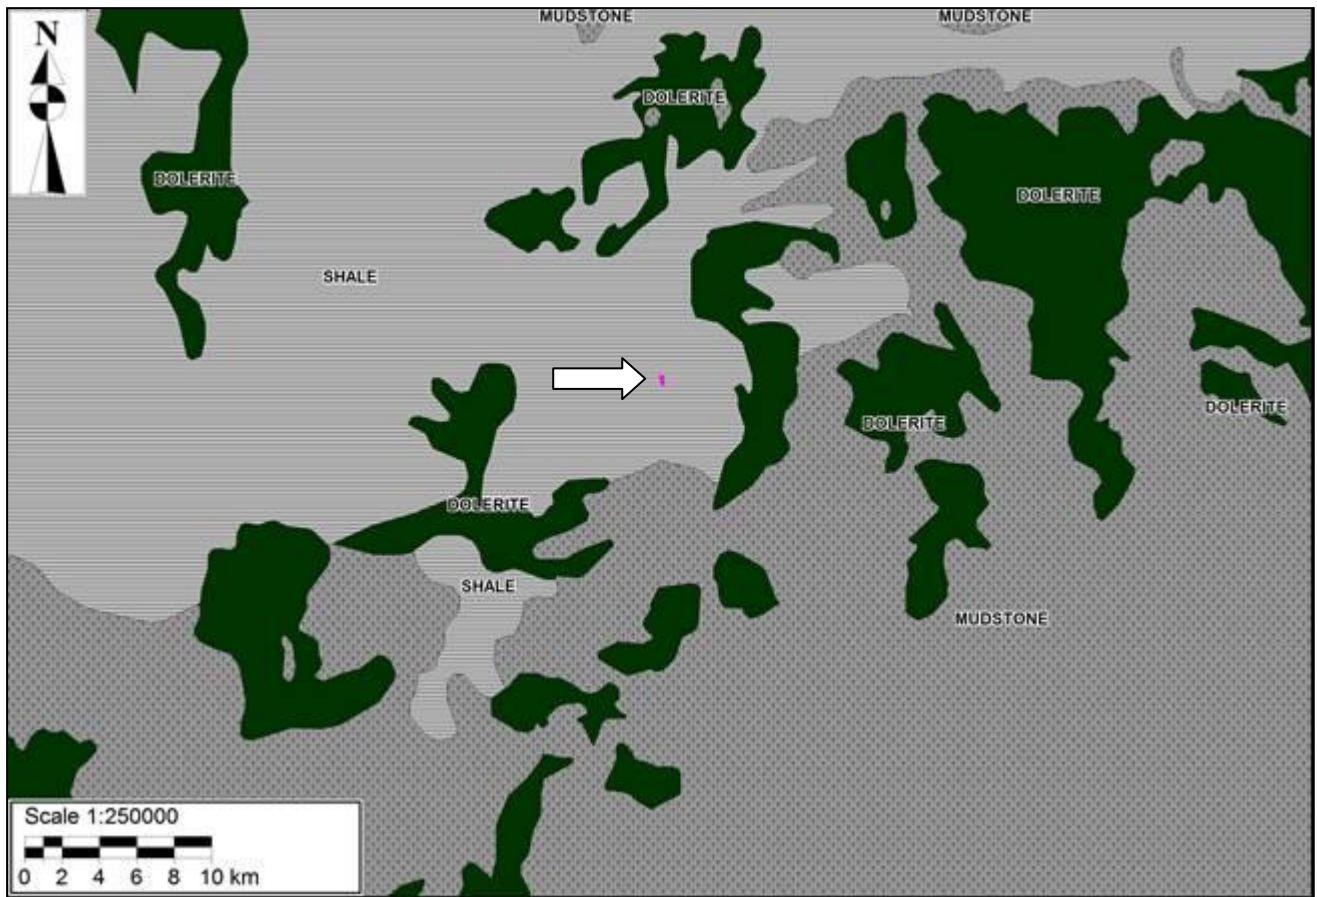 MUDSTONE
MUDSTONE
N
DOLERITE
DOLERITE
DOLERITE
SHALE
DOLERITE
DOLERITE
DOLERITE
SHALE
MUDSTONE
Scale 1:250000
0 2 4 6 8 10 km